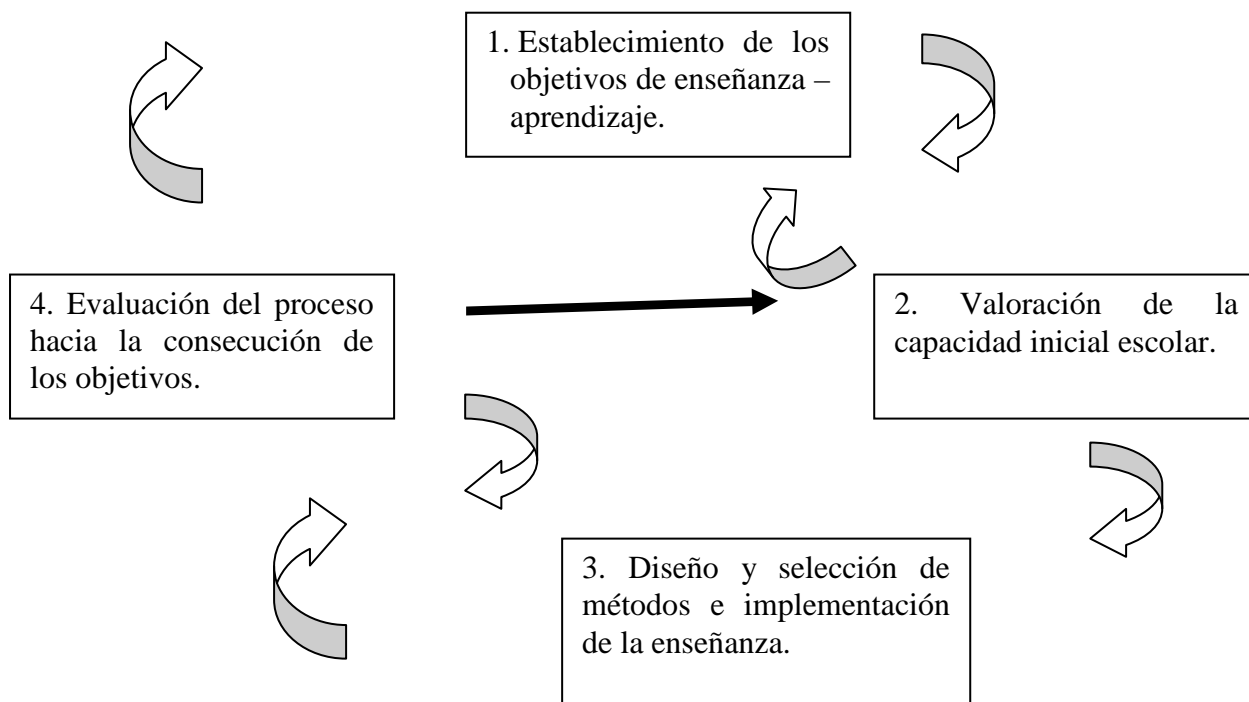 1. Establecimiento de los
objetivos de enseñanza –
aprendizaje.
4. Evaluación del proceso
hacia la consecución de
los objetivos.
2. Valoración de la
capacidad inicial escolar.
3. Diseño y selección de
métodos e implementación
de la enseñanza.